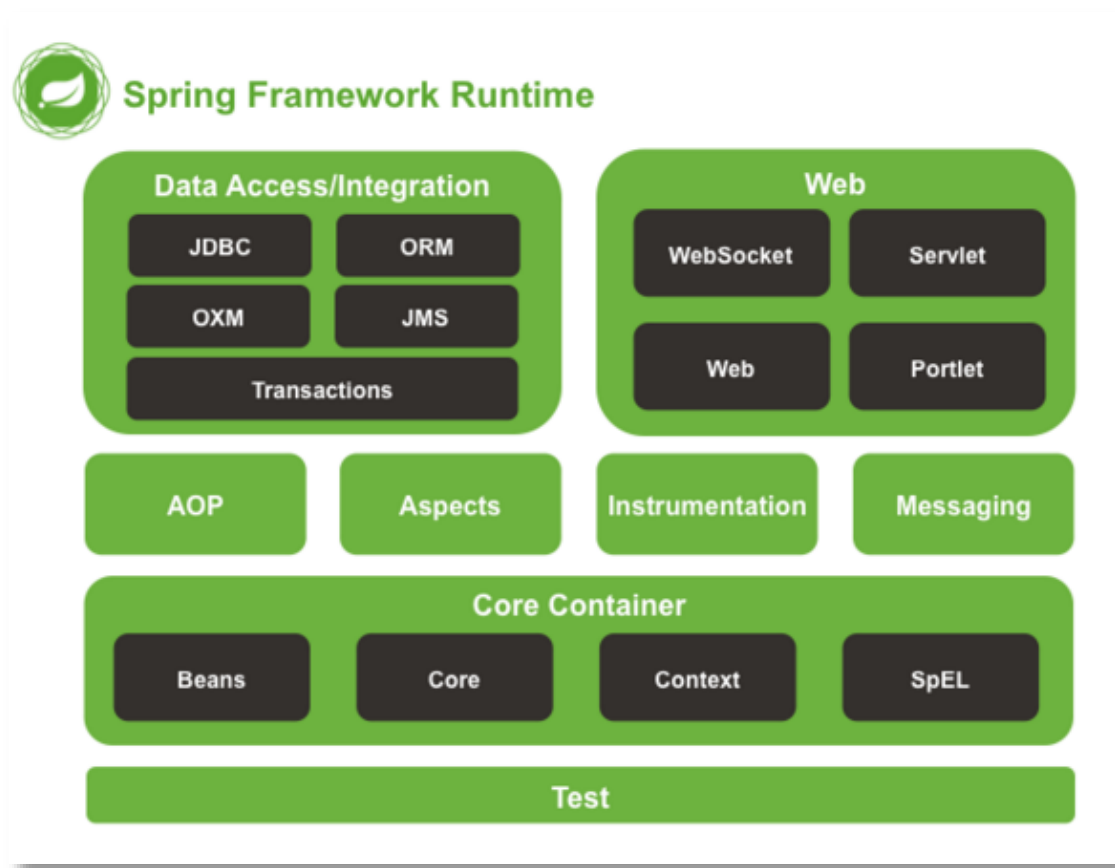 Spring Framework Runtime
Data Access/Integration
JDBC
ORM
OXM
JMS
Transactions
Web
WebSocket
Servlet
Web
Portlet
AOP
Aspects
Instrumentation
Messaging
Core Container
Beans
Core
Context
SpEL
Test